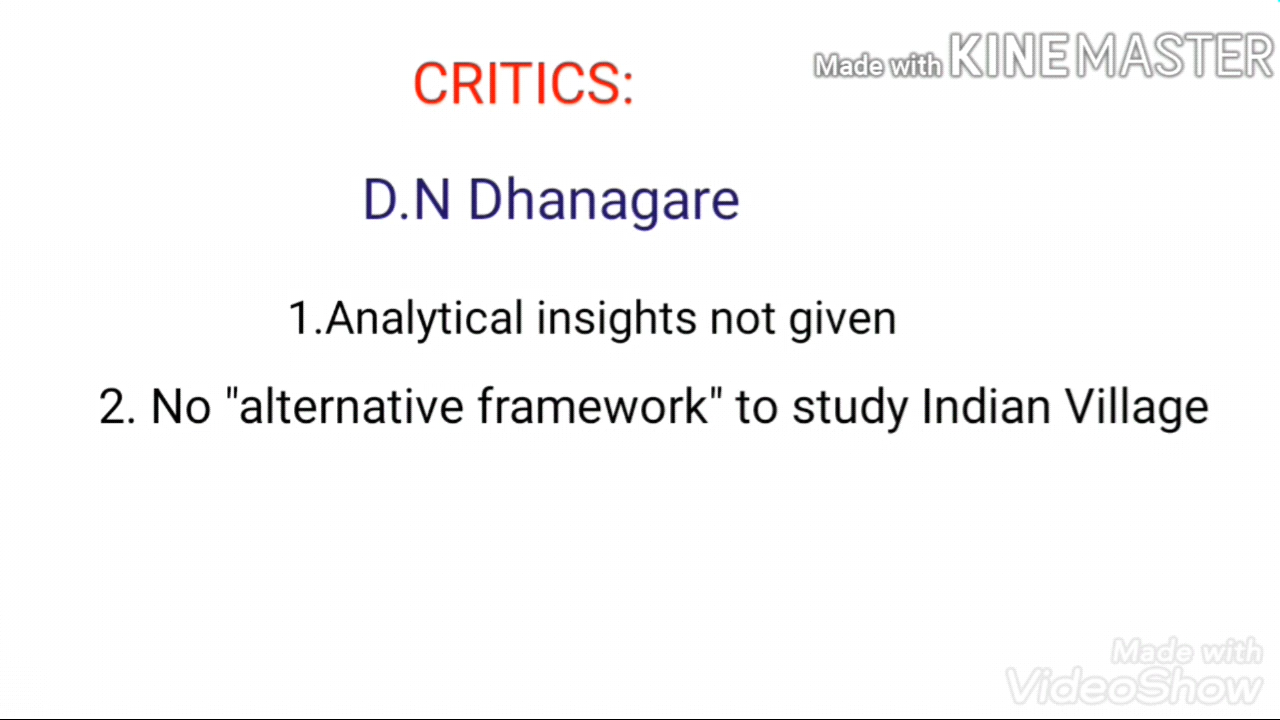 Made with KINEMASTER
CRITICS:
D.N Dhanagare
1.Analytical insights not given
2. No "alternative framework" to study Indian Village
Made with
VideoShow